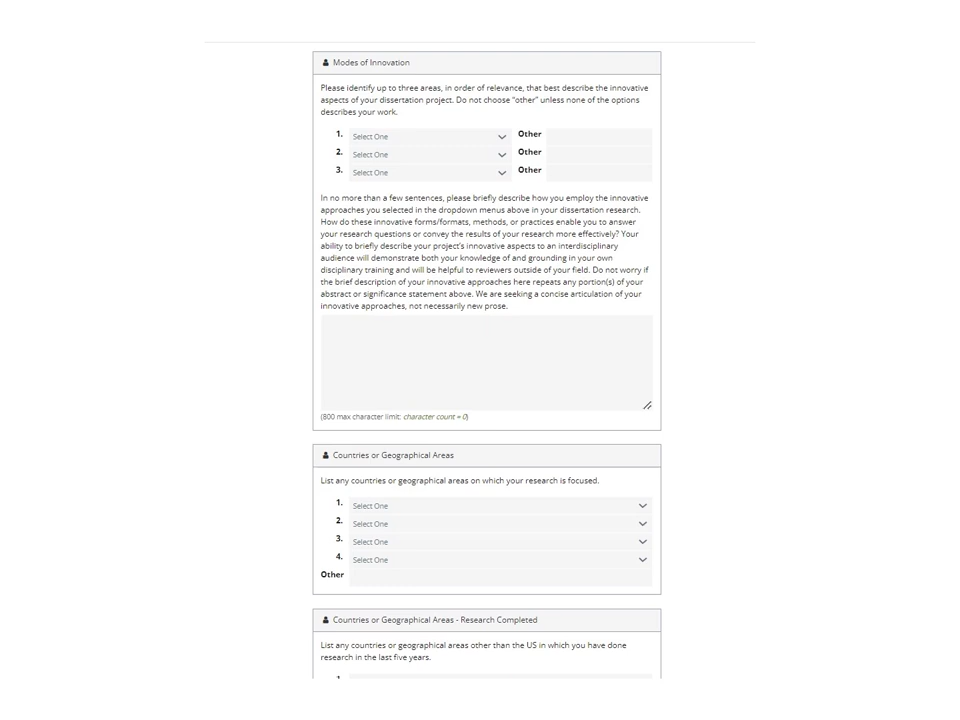 Modes of Innovation
Please identify up to three areas, in order of relevance, that best describe the innovative
aspects of your dissertation project. Do not choose "other" unless none of the options
describes your work.
1. Select One Other
2. Select One Other
3. Select One Other
In no more than a few sentences, please briefly describe how you employ the innovative
approaches you selected in the dropdown menus above in your dissertation research.
How do these innovative forms/formats, methods, or practices enable you to answer
your research questions or convey the results of your research more effectively? Your
ability to briefly describe your project's innovative aspects to an interdisciplinary
audience will demonstrate both your knowledge of and grounding in your own
disciplinary training and will be helpful to reviewers outside of your field. Do not worry if
the brief description of your innovative approaches here repeats any portion(s) of your
abstract or significance statement above. We are seeking a concise articulation of your
innovative approaches, not necessarily new prose.
(800 max character limit: character count = 0)
Countries or Geographical Areas
List any countries or geographical areas on which your research is focused.
1. Select One
2. Select One
3. Select One
4. Select One
Other
Countries or Geographical Areas - Research Completed
List any countries or geographical areas other than the US in which you have done
research in the last five years.